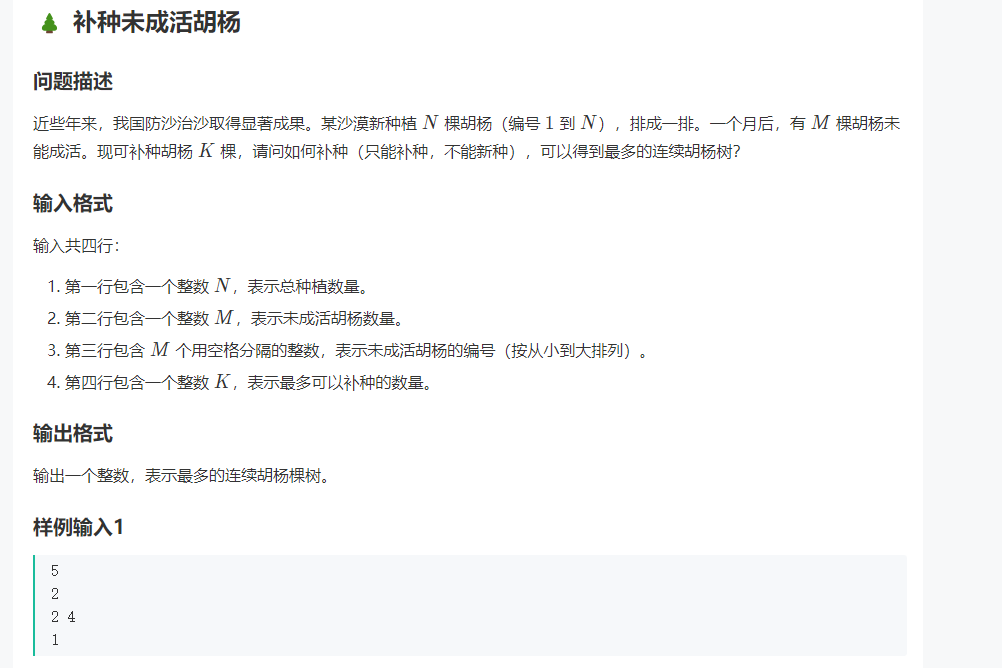 🌲 补种未成活胡杨
问题描述
近些年来，我国防沙治沙取得显著成果。某沙漠新种植 N 棵胡杨（编号 1 到 N），排成一排。一个月后，有 M 棵胡杨未
能成活。现可补种胡杨 K 棵，请问如何补种（只能补种，不能新种），可以得到最多的连续胡杨树？
输入格式
输入共四行：
1. 第一行包含一个整数 N，表示总种植数量。
2. 第二行包含一个整数 M，表示未成活胡杨数量。
3. 第三行包含 M 个用空格分隔的整数，表示未成活胡杨的编号（按从小到大排列）。
4. 第四行包含一个整数 K，表示最多可以补种的数量。
输出格式
输出一个整数，表示最多的连续胡杨棵树。
样例输入1
5
2
2 4
1